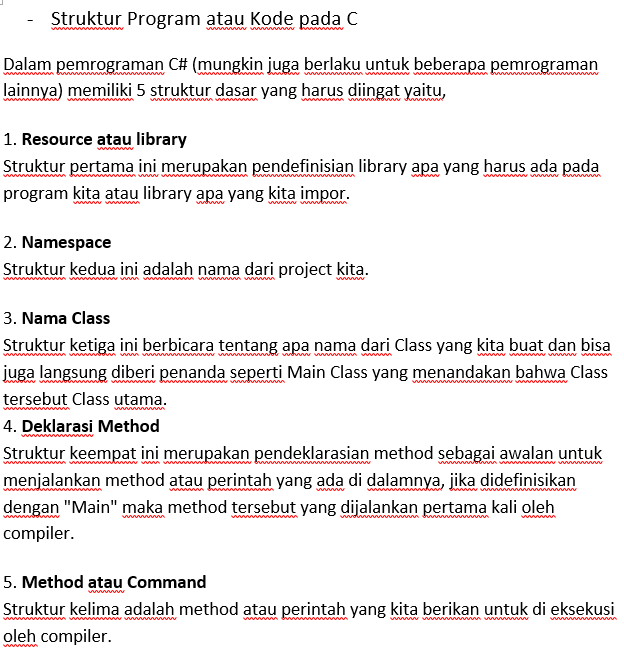 - Struktur Program atau Kode pada C
Dalam pemrograman C# (mungkin juga berlaku untuk beberapa pemrograman
lainnya) memiliki 5 struktur dasar yang harus diingat yaitu,
1. Resource atau library
Struktur pertama ini merupakan pendefinisian library apa yang harus ada pada
program kita atau library apa yang kita impor.
2. Namespace
Struktur kedua ini adalah nama dari project kita.
3. Nama Class
Struktur ketiga ini berbicara tentang apa nama dari Class yang kita buat dan bisa
juga langsung diberi penanda seperti Main Class yang menandakan bahwa Class
tersebut Class utama.
4. Deklarasi Method
Struktur keempat ini merupakan pendeklarasian method sebagai awalan untuk
menjalankan method atau perintah yang ada di dalamnya, jika didefinisikan
dengan "Main" maka method tersebut yang dijalankan pertama kali oleh
compiler.
5. Method atau Command
Struktur kelima adalah method atau perintah yang kita berikan untuk di eksekusi
oleh compiler.